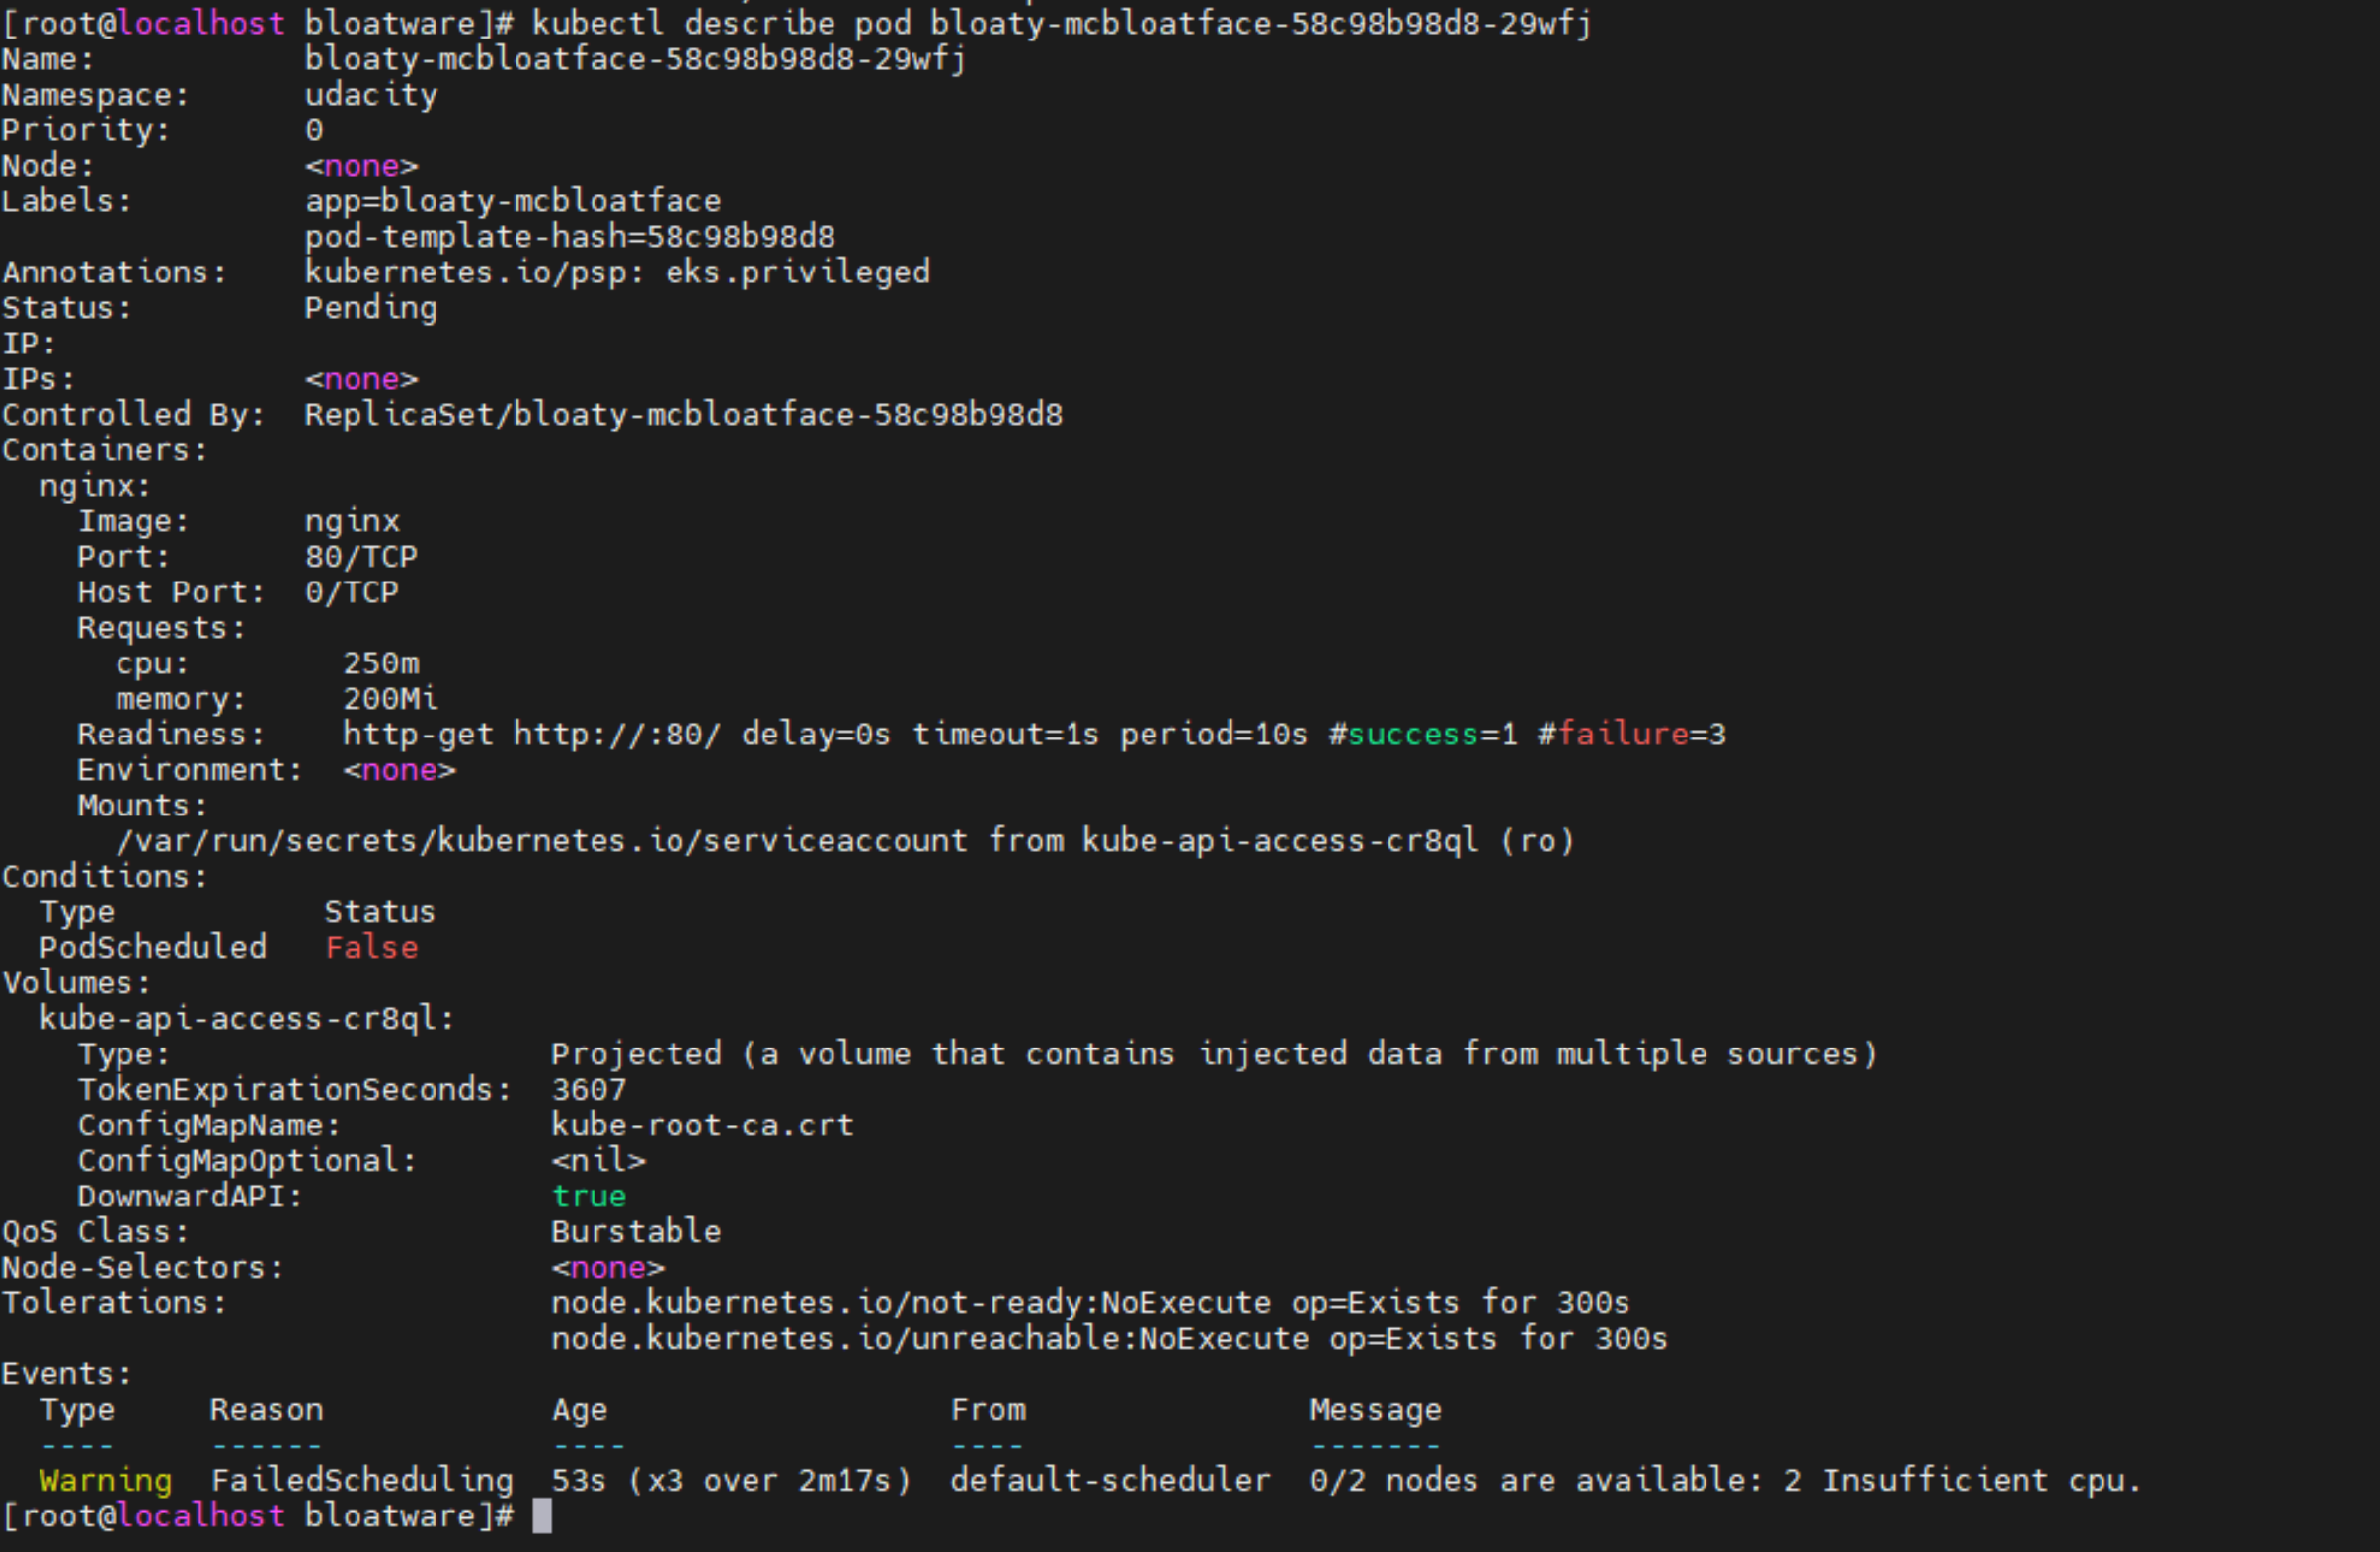 [root@localhost bloatware]# kubectl describe pod bloaty-mcbloatface-58c98b98d8-29wfj
Name:           bloaty-mcbloatface-58c98b98d8-29wfj
Namespace:      udacity
Priority:       0
Node:           <none>
Labels:         app=bloaty-mcbloatface
                pod-template-hash=58c98b98d8
Annotations:    kubernetes.io/psp: eks.privileged
Status:         Pending
IP:
IPs:            <none>
Controlled By:  ReplicaSet/bloaty-mcbloatface-58c98b98d8
Containers:
  nginx:
    Image:      nginx
    Port:       80/TCP
    Host Port:  0/TCP
    Requests:
      cpu:        250m
      memory:     200Mi
    Readiness:    http-get http://:80/ delay=0s timeout=1s period=10s #success=1 #failure=3
    Environment:  <none>
    Mounts:
      /var/run/secrets/kubernetes.io/serviceaccount from kube-api-access-cr8ql (ro)
Conditions:
  Type           Status
  PodScheduled   False
Volumes:
  kube-api-access-cr8ql:
    Type:                    Projected (a volume that contains injected data from multiple sources)
    TokenExpirationSeconds:  3607
    ConfigMapName:           kube-root-ca.crt
    ConfigMapOptional:       <nil>
    DownwardAPI:             true
QoS Class:                   Burstable
Node-Selectors:              <none>
Tolerations:                 node.kubernetes.io/not-ready:NoExecute op=Exists for 300s
                             node.kubernetes.io/unreachable:NoExecute op=Exists for 300s
Events:
  Type     Reason            Age                  From               Message
  ----     ------            ----                 ----               -------
  Warning  FailedScheduling  53s (x3 over 2m17s)  default-scheduler  0/2 nodes are available: 2 Insufficient cpu.
[root@localhost bloatware]#